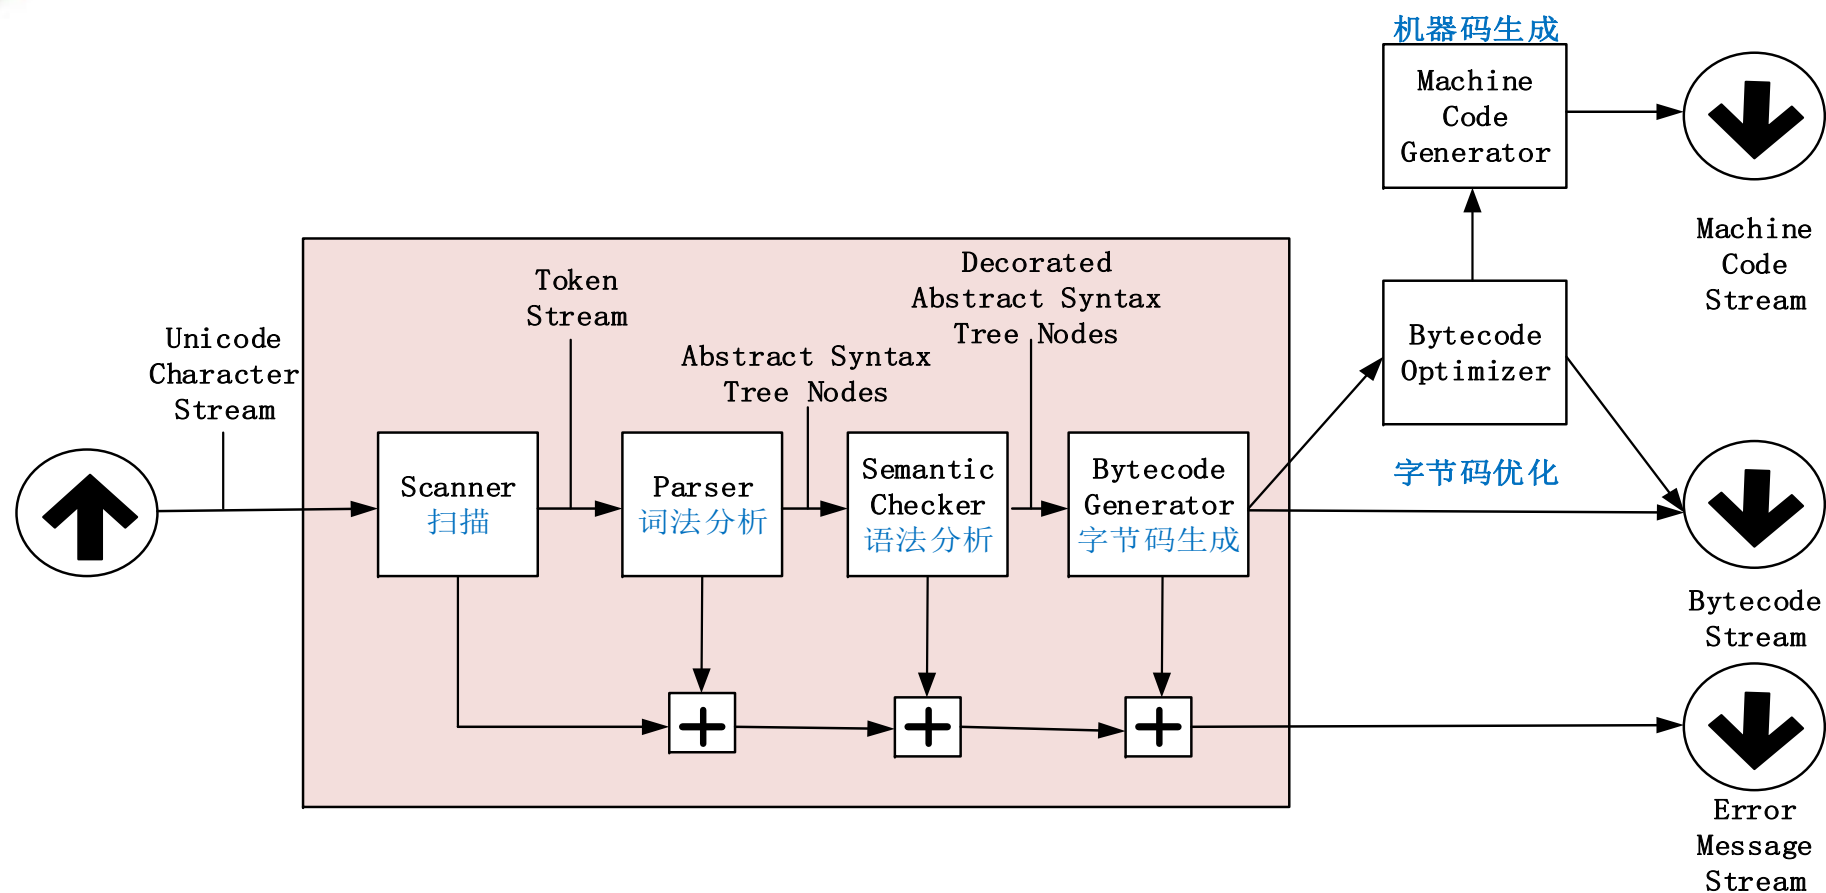 机器码生成
Machine
Code
Generator
Machine
Code
Stream
Decorated
Abstract Syntax
Tree Nodes
Token
Stream
Abstract Syntax
Tree Nodes
Unicode
Character
Stream
Bytecode
Optimizer
字节码优化
Scanner
扫描
Parser
词法分析
Semantic
Checker
语法分析
Bytecode
Generator
字节码生成
Bytecode
Stream
Error
Message
Stream